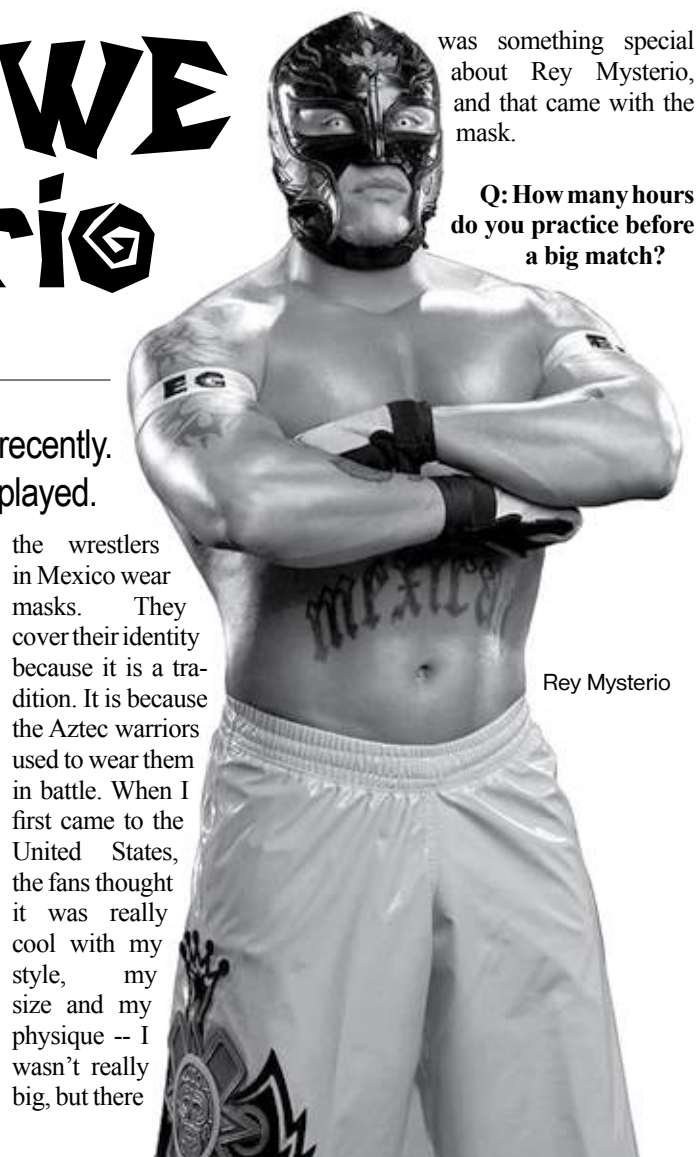 WE
rio
recently.
played.
the wrestlers
in Mexico wear
masks. They
cover their identity
because it is a tra-
dition. It is because
the Aztec warriors
used to wear them
in battle. When I
first came to the
United States,
the fans thought
it was really
cool with my
style, my
size and my
physique -- I
wasn't really
big, but there
was something special
about Rey Mysterio,
and that came with the
mask.
Q: How many hours
do you practice before
a big match?
EG
mexica
Rey Mysterio